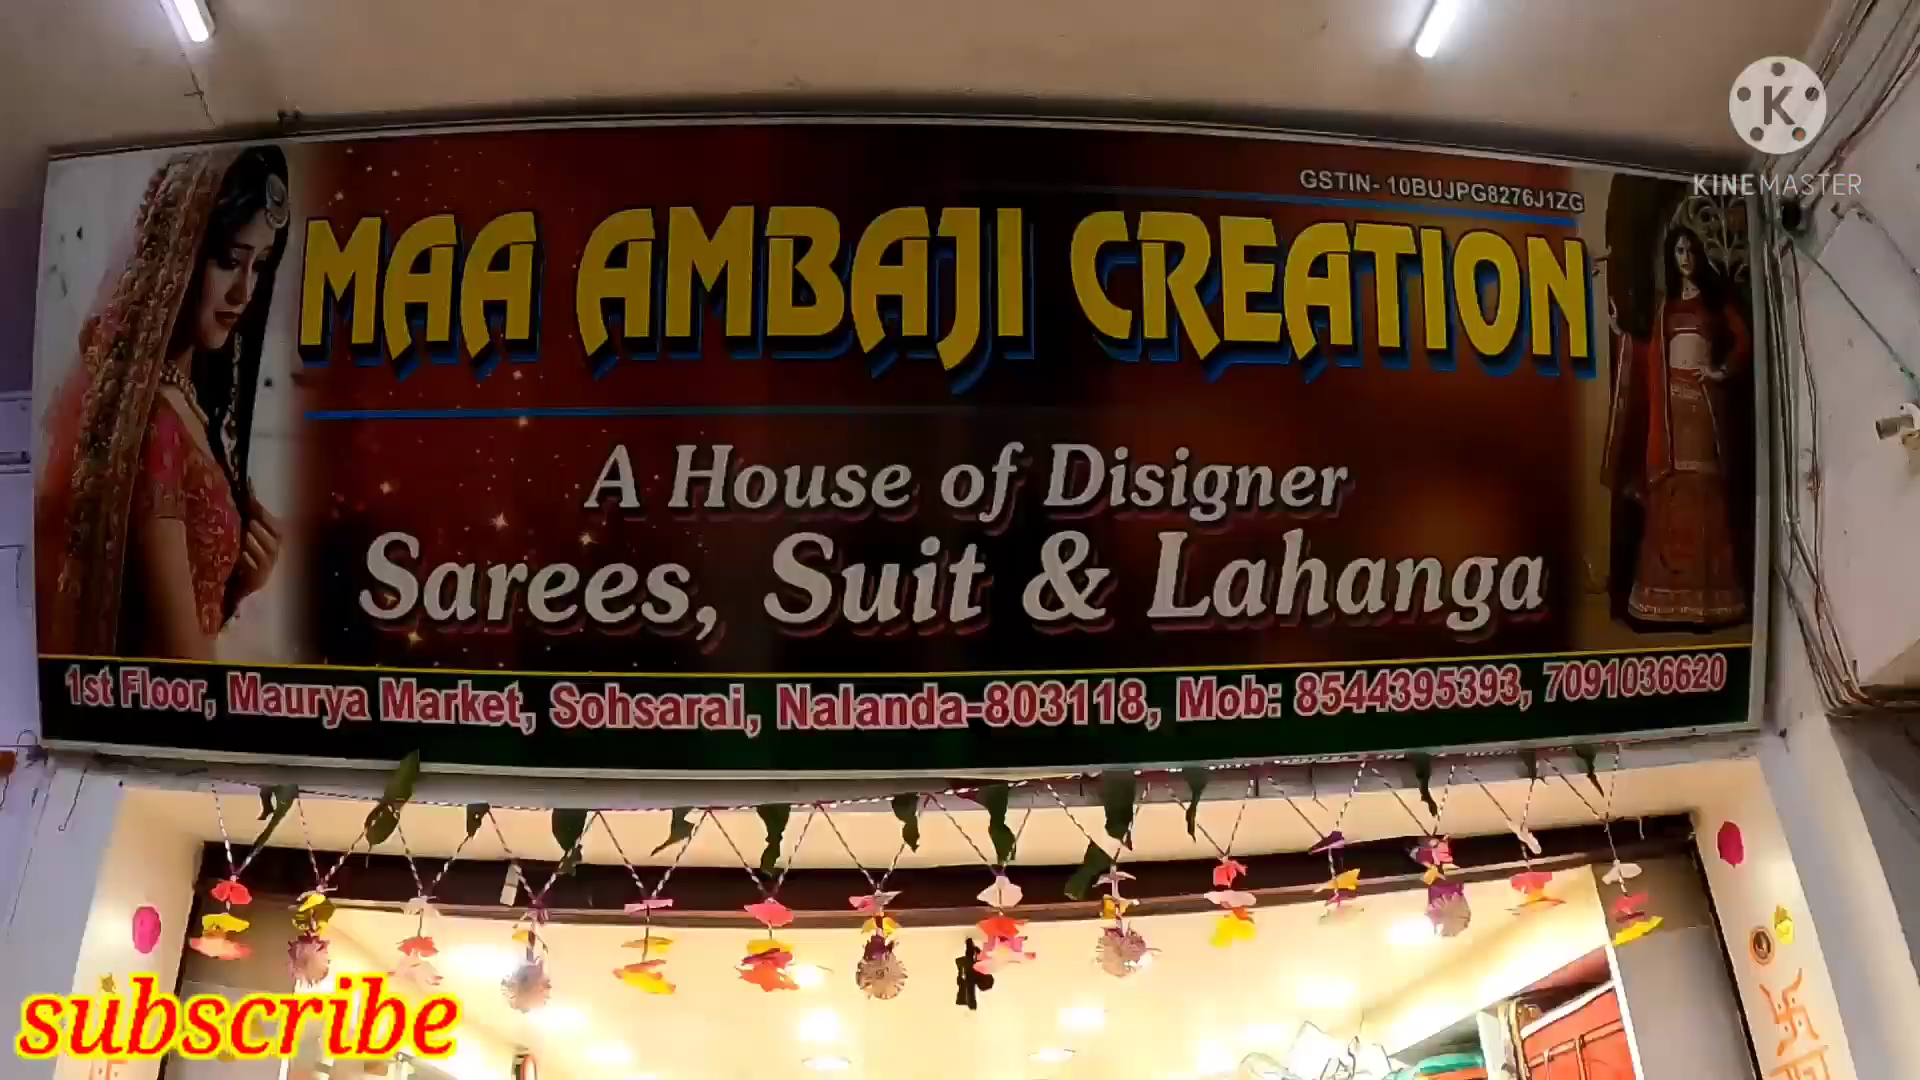 K
KINEMASTER
GSTIN- 10BUJPG8276J1ZG
MAA AMBAJI CREATION
A House of Disigner
Sarees, Suit & Lahanga
1st Floor, Maurya Market, Sohsarai, Nalanda-803118, Mob: 8544395393, 7091036620
subscribe